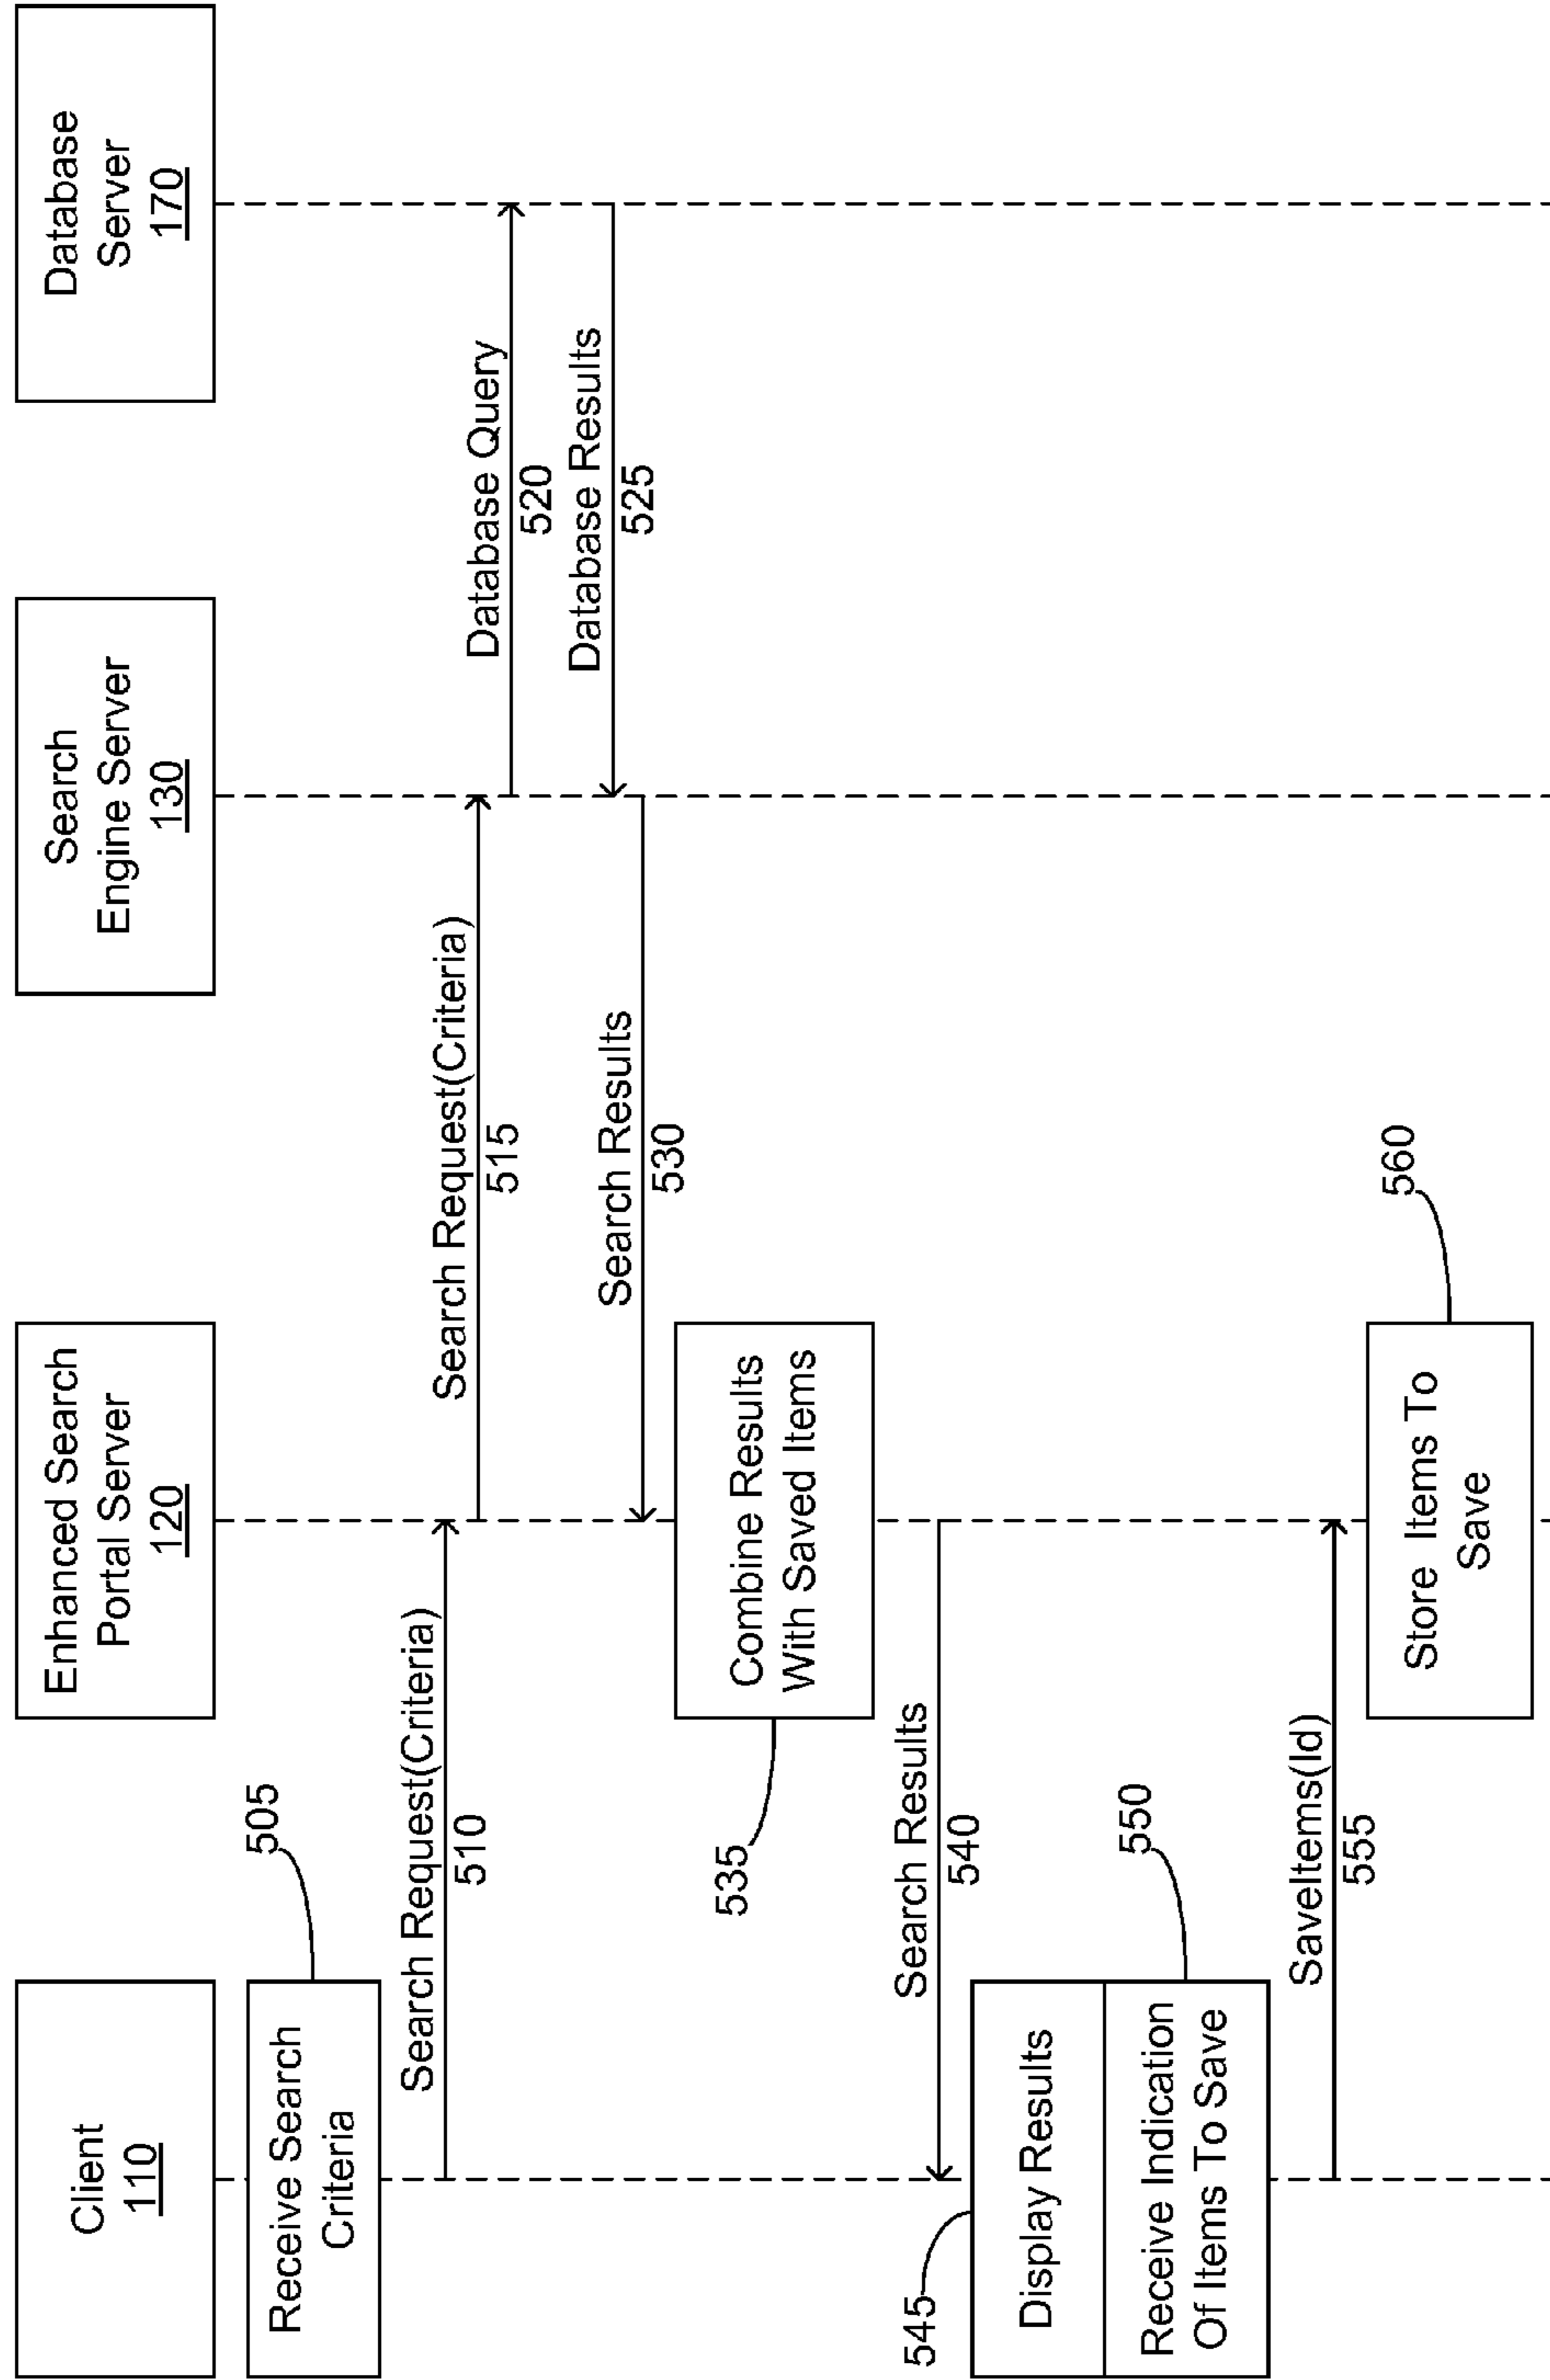 Client
110
Enhanced Search
Portal Server
120
Search
Engine Server
130
Database
Server
170
Receive Search
Criteria
505
Search Request(Criteria)
510
Search Request(Criteria)
515
Database Query
520
Database Results
525
Search Results
530
Combine Results
With Saved Items
535
Search Results
540
545
Display Results
Receive Indication
Of Items To Save
550
SaveItems(Id)
555
Store Items To
Save
560